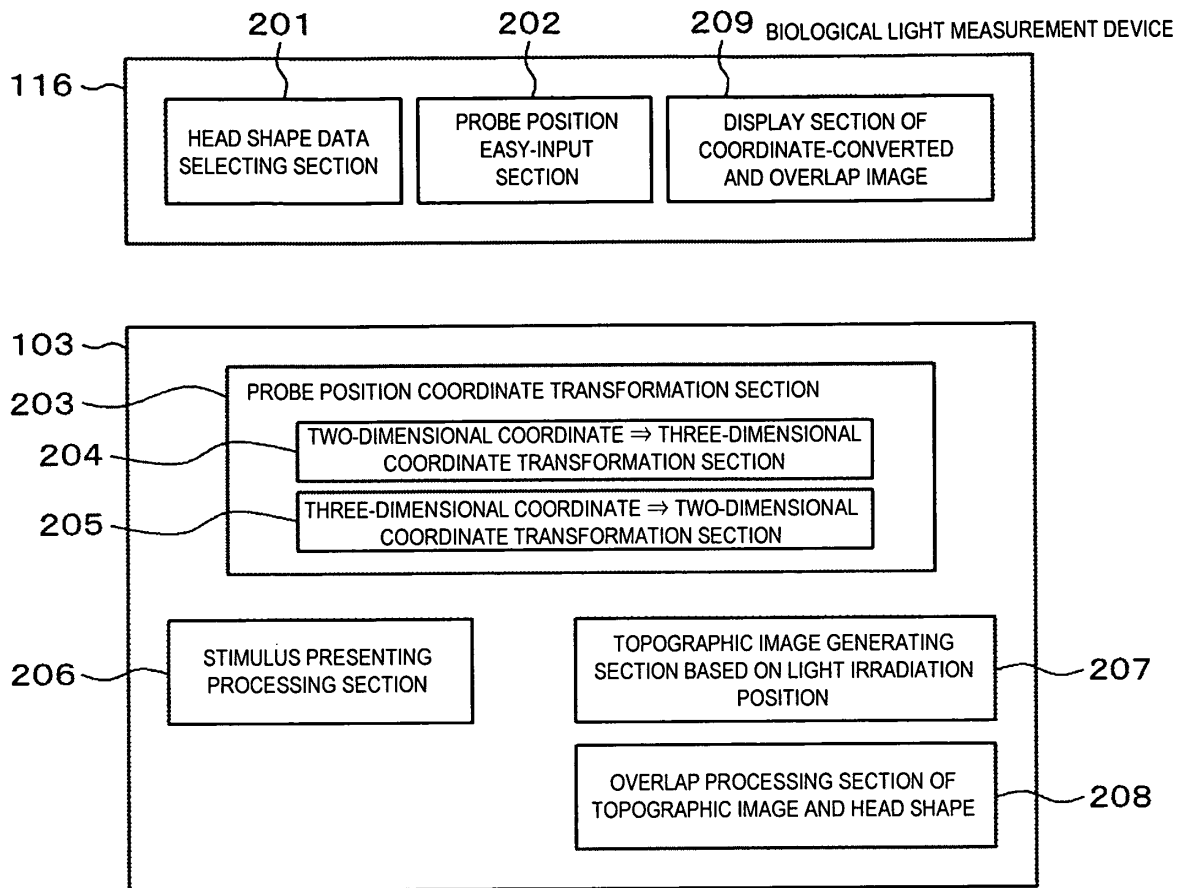 201
202
209
BIOLOGICAL LIGHT MEASUREMENT DEVICE
116
HEAD SHAPE DATA
SELECTING SECTION
PROBE POSITION
EASY-INPUT
SECTION
DISPLAY SECTION OF
COORDINATE-CONVERTED
AND OVERLAP IMAGE
103
203
PROBE POSITION COORDINATE TRANSFORMATION SECTION
204
TWO-DIMENSIONAL COORDINATE ⇒ THREE-DIMENSIONAL
COORDINATE TRANSFORMATION SECTION
205
THREE-DIMENSIONAL COORDINATE ⇒ TWO-DIMENSIONAL
COORDINATE TRANSFORMATION SECTION
206
STIMULUS PRESENTING
PROCESSING SECTION
TOPOGRAPHIC IMAGE GENERATING
SECTION BASED ON LIGHT IRRADIATION
POSITION
207
OVERLAP PROCESSING SECTION OF
TOPOGRAPHIC IMAGE AND HEAD SHAPE
208